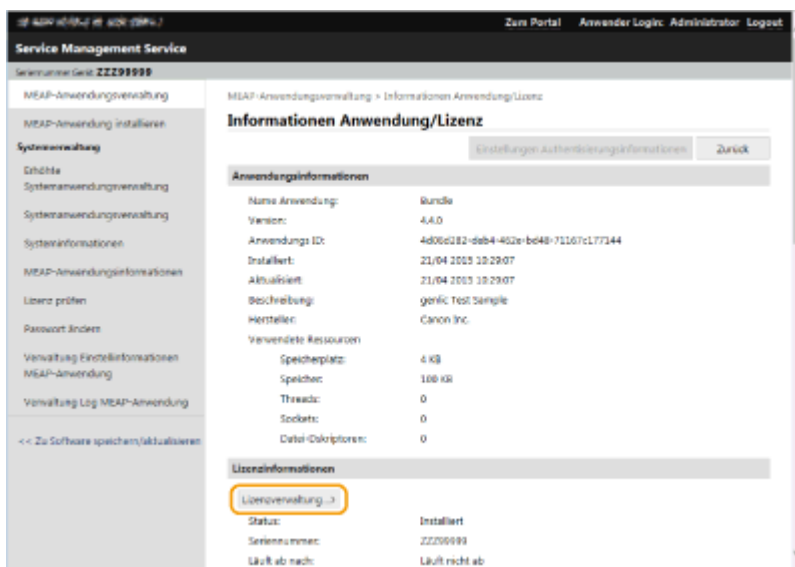 Zum Portal Anwender Login: Administrator Logout
Service Management Service
Seriennummer Gerät: ZZZ99999
MEAP-Anwendungsverwaltung
MEAP-Anwendung installieren
Systemverwaltung
Erhöhte
Systemanwendungsverwaltung
Systemanwendungsverwaltung
Systeminformationen
MEAP-Anwendungsinformationen
Lizenz prüfen
Passwort ändern
Verwaltung Einstellinformationen
MEAP-Anwendung
Verwaltung Log MEAP-Anwendung
<< Zu Software speichern/aktualisieren
MEAP-Anwendungsverwaltung > Informationen Anwendung/Lizenz
Informationen Anwendung/Lizenz
Einstellungen Authentisierungsinformationen Zurück
Anwendungsinformationen
Name Anwendung: Bundle
Version: 4.4.0
Anwendungs ID:
Installiert: 21/04 2015 10:29:07
Aktualisiert: 21/04 2015 10:29:07
Beschreibung: genlic Test Sample
Hersteller: Canon Inc.
Verwendete Ressourcen
Speicherplatz: 4 KB
Speicher: 100 KB
Threads: 0
Sockets: 0
Datei-Dskriptoren: 0
Lizenzinformationen
Lizenzverwaltung...>
Status: Installiert
Seriennummer: ZZZ99999
Läuft ab nach: Läuft nicht ab